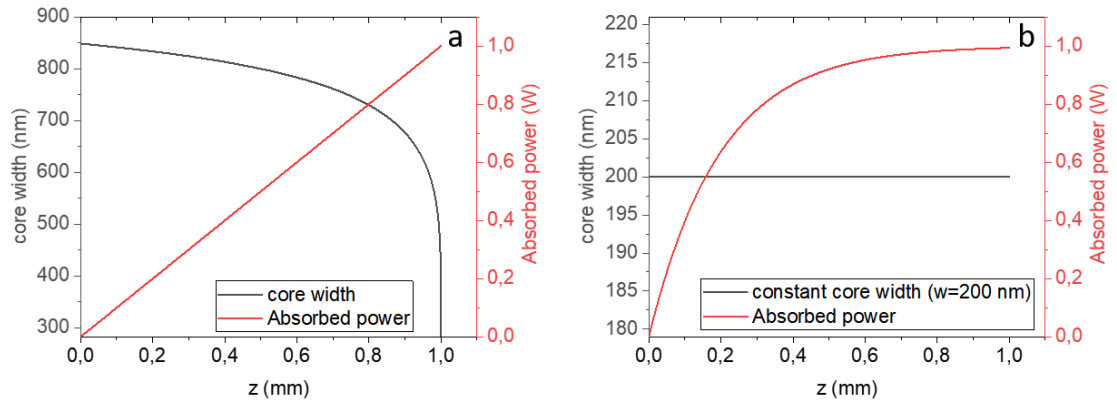 a
900
800
700
600
500
400
300
core width (nm)
1,0
0,8
0,6
0,4
0,2
0,0
Absorbed power (W)
core width
Absorbed power
0,0 0,2 0,4 0,6 0,8 1,0
z (mm)
b
220
215
210
205
200
195
190
185
180
core width (nm)
1,0
0,8
0,6
0,4
0,2
0,0
Absorbed power (W)
constant core width (w=200 nm)
Absorbed power
0,0 0,2 0,4 0,6 0,8 1,0
z (mm)